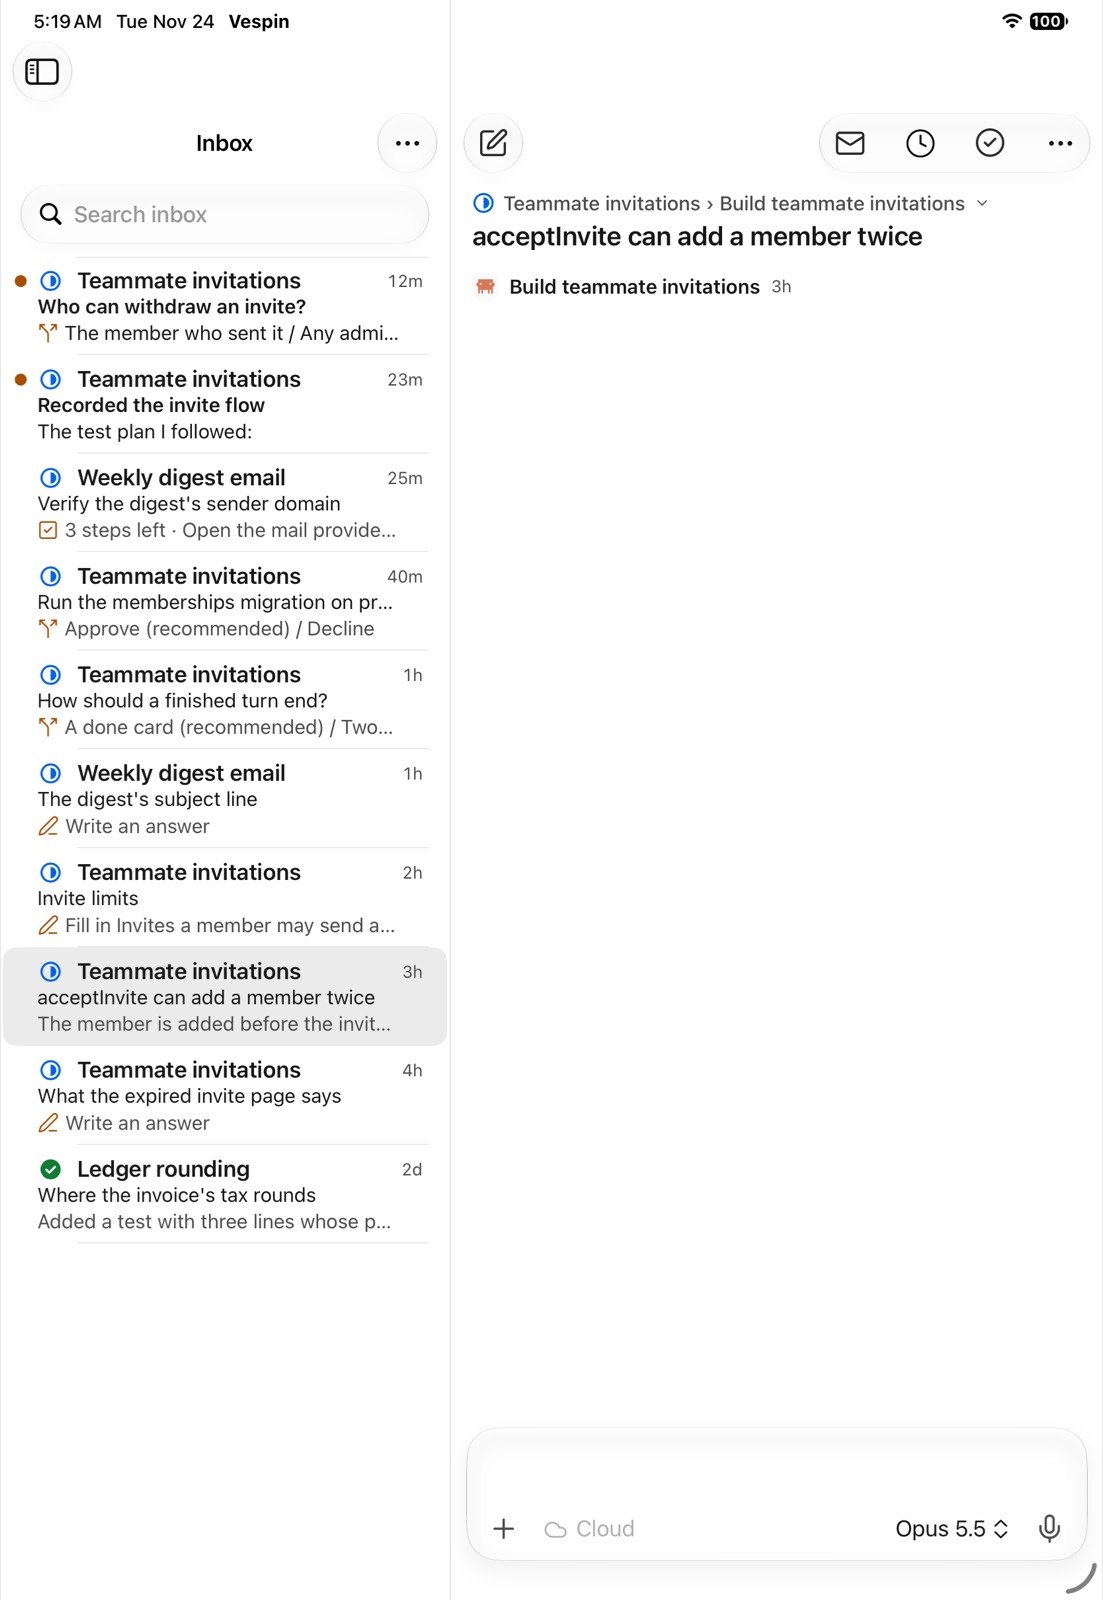 5:19 AM Tue Nov 24 Vespin
100
Inbox
Search inbox
Teammate invitations 12m
Who can withdraw an invite?
The member who sent it / Any admi...
Teammate invitations 23m
Recorded the invite flow
The test plan I followed:
Weekly digest email 25m
Verify the digest's sender domain
3 steps left · Open the mail provide...
Teammate invitations 40m
Run the memberships migration on pr...
Approve (recommended) / Decline
Teammate invitations 1h
How should a finished turn end?
A done card (recommended) / Two...
Weekly digest email 1h
The digest's subject line
Write an answer
Teammate invitations 2h
Invite limits
Fill in Invites a member may send a...
Teammate invitations 3h
acceptInvite can add a member twice
The member is added before the invit...
Teammate invitations 4h
What the expired invite page says
Write an answer
Ledger rounding 2d
Where the invoice's tax rounds
Added a test with three lines whose p...
Teammate invitations › Build teammate invitations
acceptInvite can add a member twice
Build teammate invitations 3h
Cloud
Opus 5.5